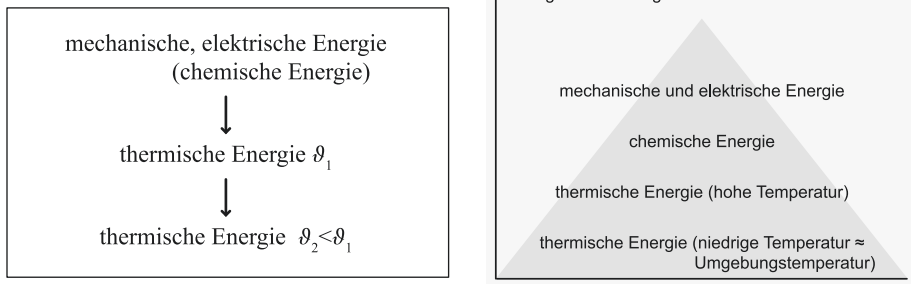 mechanische, elektrische Energie
(chemische Energie)
thermische Energie ϑ₁
thermische Energie ϑ₂<ϑ₁
mechanische und elektrische Energie
chemische Energie
thermische Energie (hohe Temperatur)
thermische Energie (niedrige Temperatur ≈
Umgebungstemperatur)